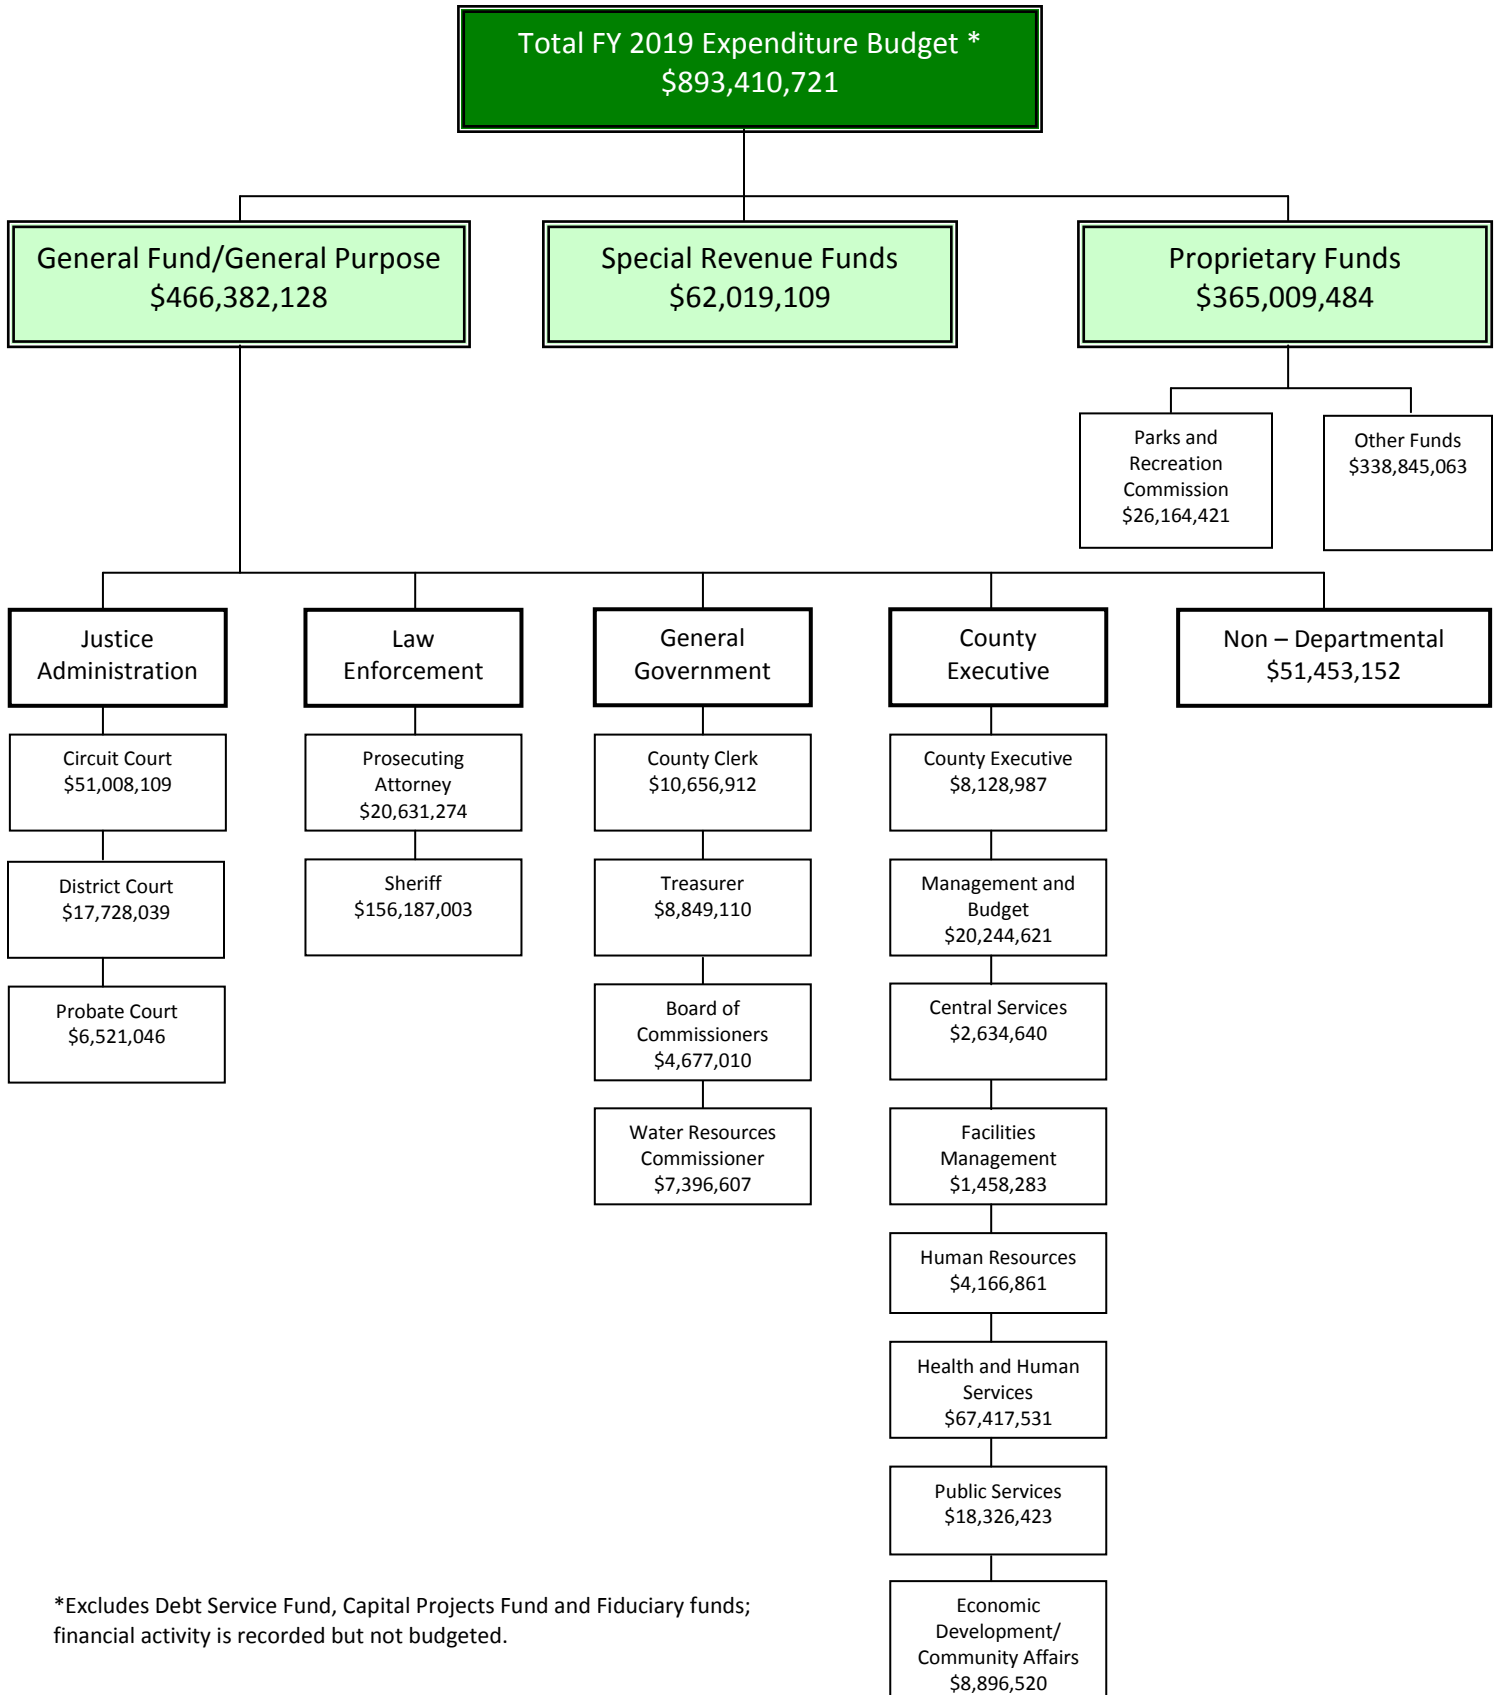 Total FY 2019 Expenditure Budget *
$893,410,721
General Fund/General Purpose
$466,382,128
Special Revenue Funds
$62,019,109
Proprietary Funds
$365,009,484
Parks and
Recreation
Commission
$26,164,421
Other Funds
$338,845,063
Justice
Administration
Law
Enforcement
General
Government
County
Executive
Non – Departmental
$51,453,152
Circuit Court
$51,008,109
District Court
$17,728,039
Probate Court
$6,521,046
Prosecuting
Attorney
$20,631,274
Sheriff
$156,187,003
County Clerk
$10,656,912
Treasurer
$8,849,110
Board of
Commissioners
$4,677,010
Water Resources
Commissioner
$7,396,607
County Executive
$8,128,987
Management and
Budget
$20,244,621
Central Services
$2,634,640
Facilities
Management
$1,458,283
Human Resources
$4,166,861
Health and Human
Services
$67,417,531
Public Services
$18,326,423
Economic
Development/
Community Affairs
$8,896,520
*Excludes Debt Service Fund, Capital Projects Fund and Fiduciary funds;
financial activity is recorded but not budgeted.